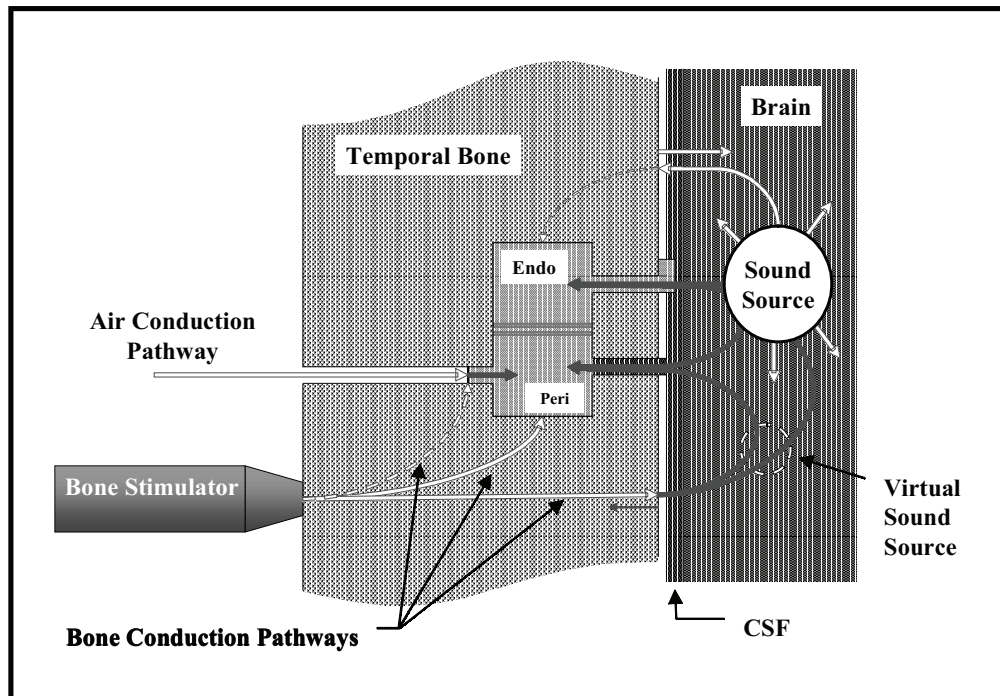 Brain
Temporal Bone
Endo
Sound
Source
Air Conduction
Pathway
Peri
Bone Stimulator
Virtual
Sound
Source
CSF
Bone Conduction Pathways